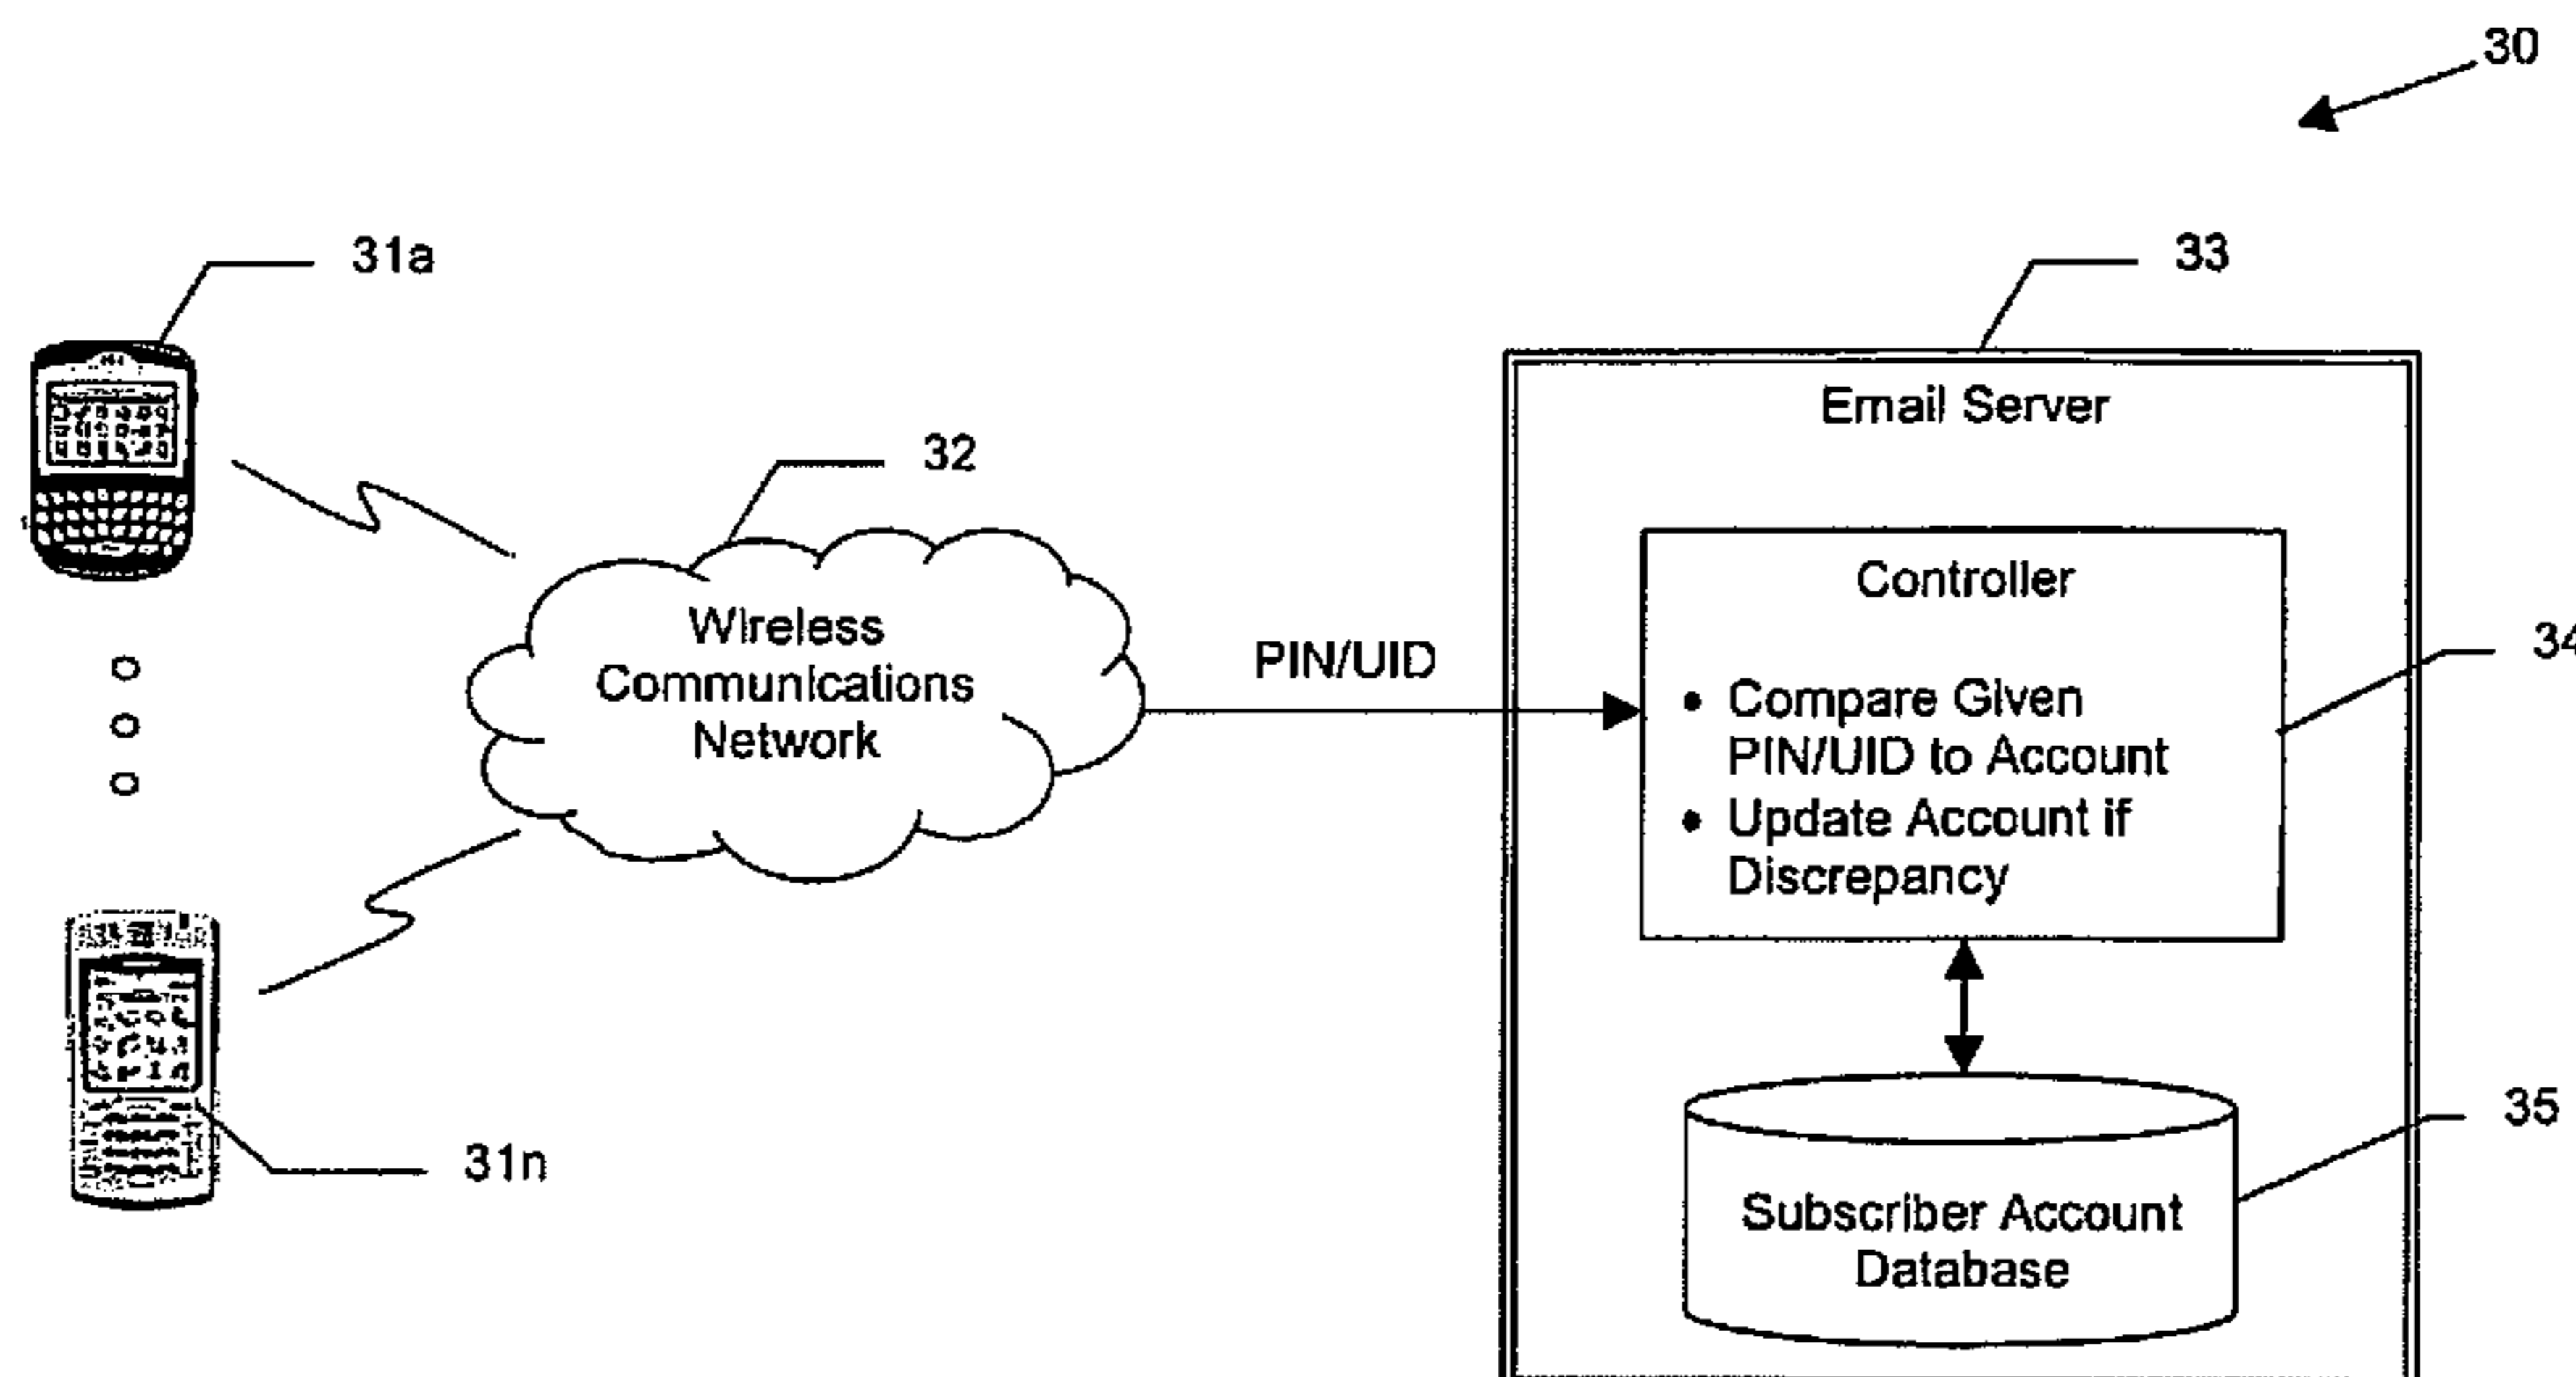 30
31a
33
32
Email Server
Controller
34
Wireless
Communications
Network
PIN/UID
• Compare Given
PIN/UID to Account
• Update Account if
Discrepancy
35
31n
Subscriber Account
Database